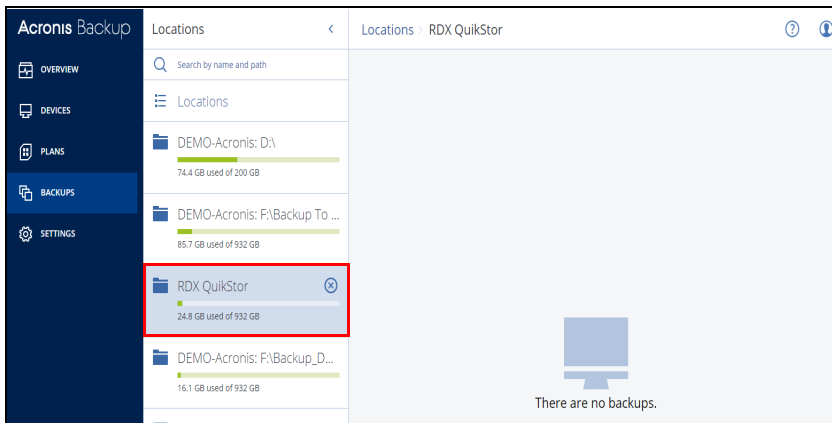 Acronis Backup
OVERVIEW
DEVICES
PLANS
BACKUPS
SETTINGS
Locations
Search by name and path
Locations
DEMO-Acronis: D:\
74.4 GB used of 200 GB
DEMO-Acronis: F:\Backup To ...
85.7 GB used of 932 GB
RDX QuikStor
24.8 GB used of 932 GB
DEMO-Acronis: F:\Backup_D...
16.1 GB used of 932 GB
Locations > RDX QuikStor
?
There are no backups.